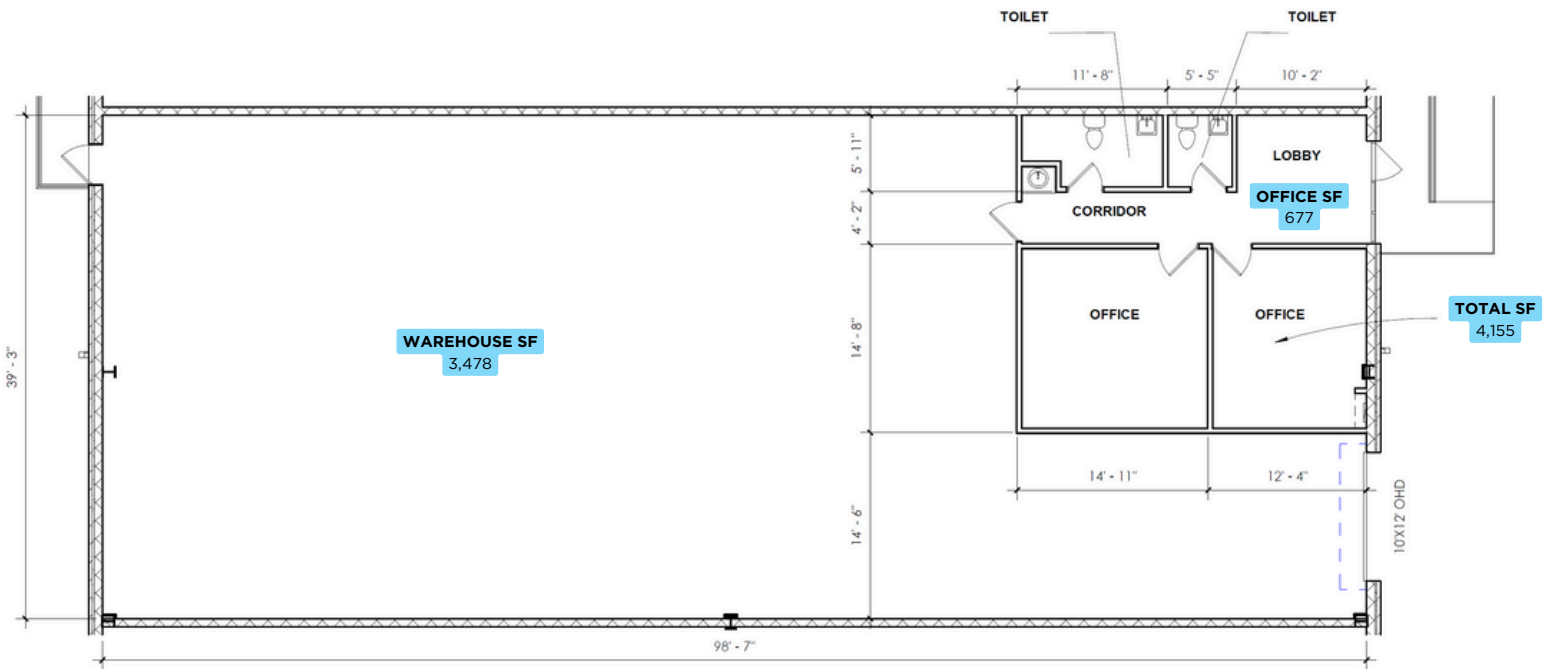 TOILET
TOILET
11' - 8"
5' - 5"
10' - 2"
5' - 11"
LOBBY
OFFICE SF
677
CORRIDOR
4' - 2"
OFFICE
OFFICE
TOTAL SF
4,155
WAREHOUSE SF
3,478
14' - 8"
39' - 3"
14' - 11"
12' - 4"
14' - 6"
10'X12' OHD
98' - 7"